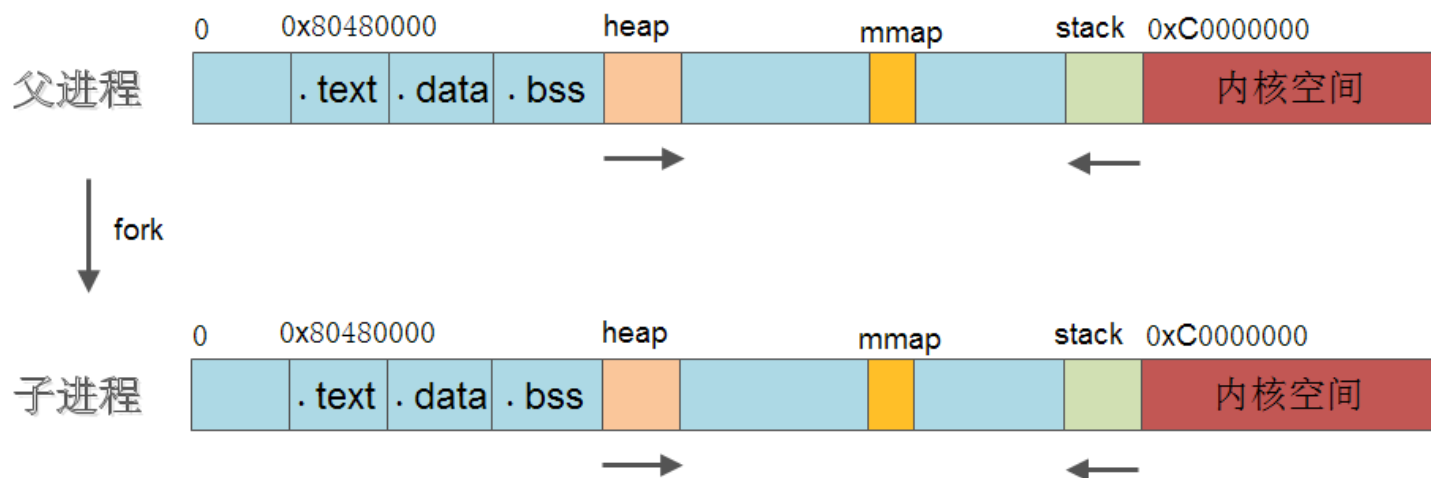 0 0x80480000 heap mmap stack 0xC0000000
父进程 . text . data . bss 内核空间
fork
0 0x80480000 heap mmap stack 0xC0000000
子进程 . text . data . bss 内核空间